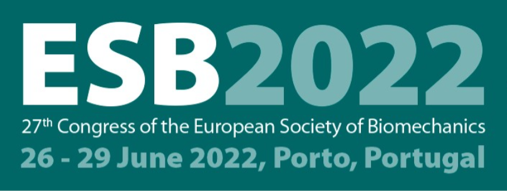 ESB2022
27th Congress of the European Society of Biomechanics
26 - 29 June 2022, Porto, Portugal